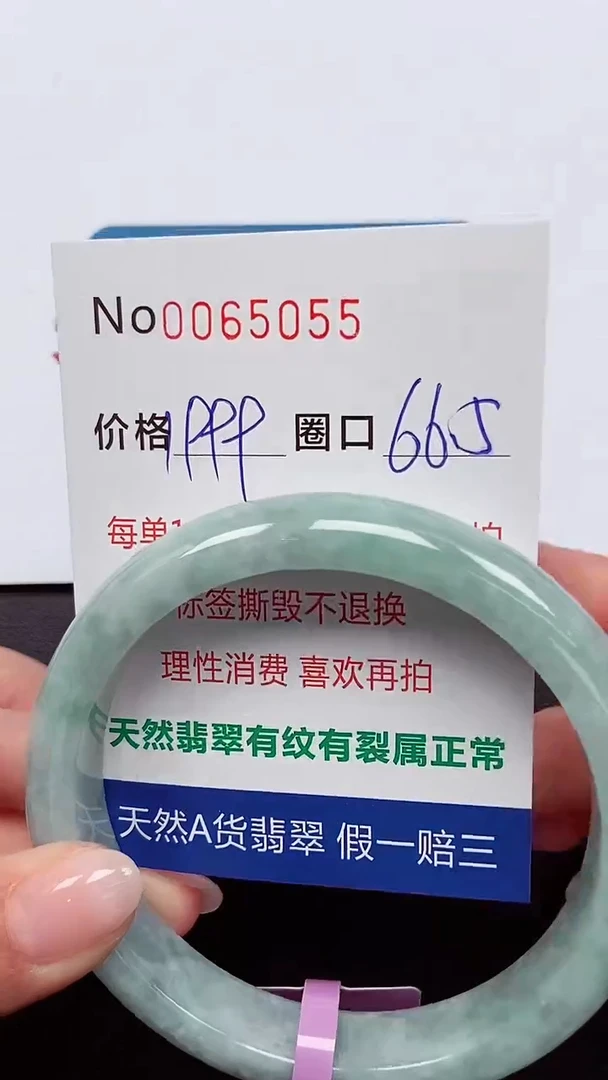 No0065055
价格1999 圈口66.5
每单1 拍
标签撕毁不退换
理性消费 喜欢再拍
天然翡翠有纹有裂属正常
天然A货翡翠 假一赔三